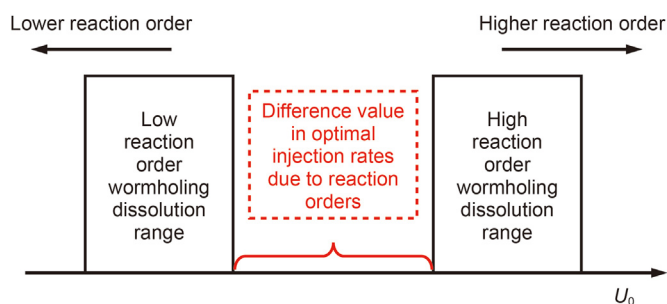 Lower reaction order
Higher reaction order
Low
reaction
order
wormholing
dissolution
range
Difference value
in optimal
injection rates
due to reaction
orders
High
reaction
order
wormholing
dissolution
range
U₀